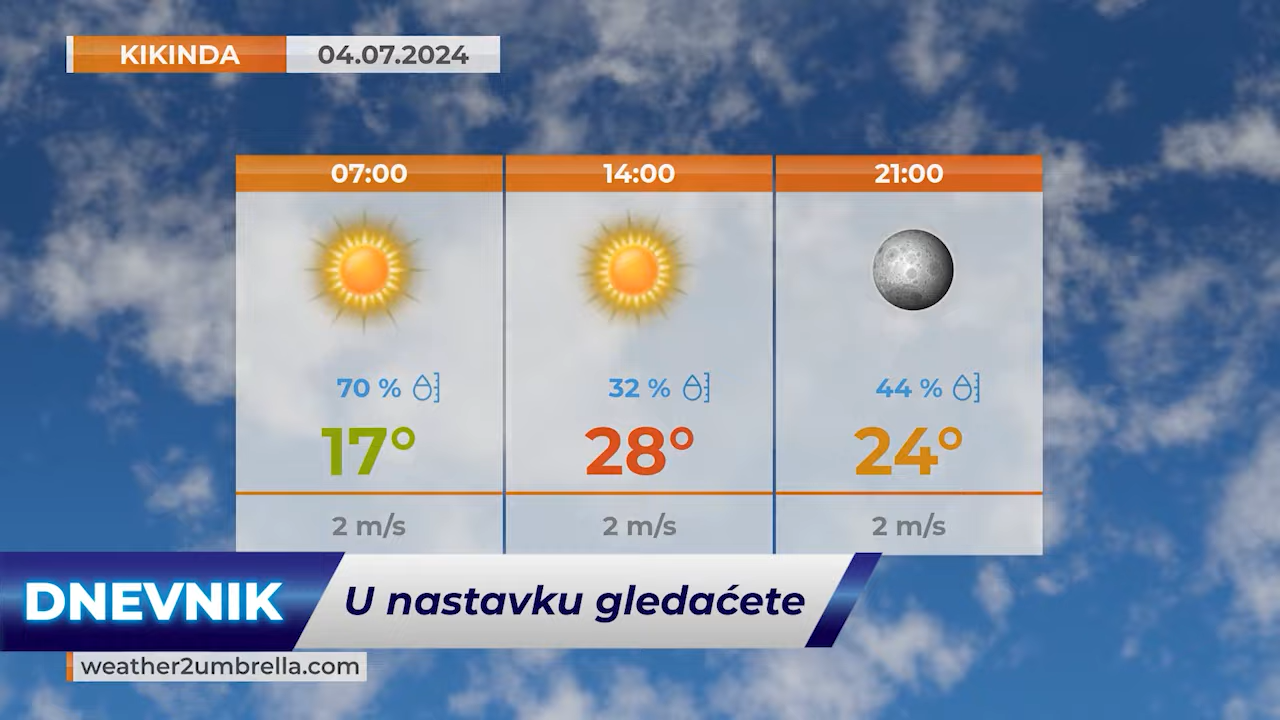 KIKINDA 04.07.2024
07:00 14:00 21:00
70 % 32 % 44 %
17° 28° 24°
2 m/s 2 m/s 2 m/s
DNEVNIK U nastavku gledaćete
weather2umbrella.com